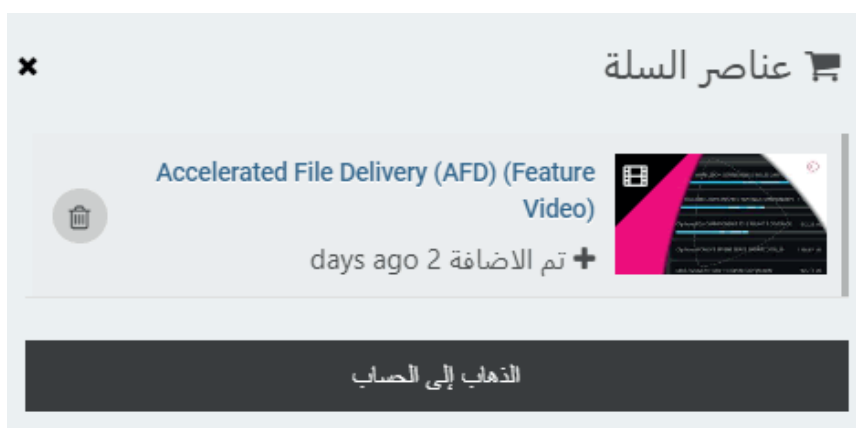 عناصر السلة
Accelerated File Delivery (AFD) (Feature
Video)
تم الاضافة 2 days ago
الذهاب إلى الحساب